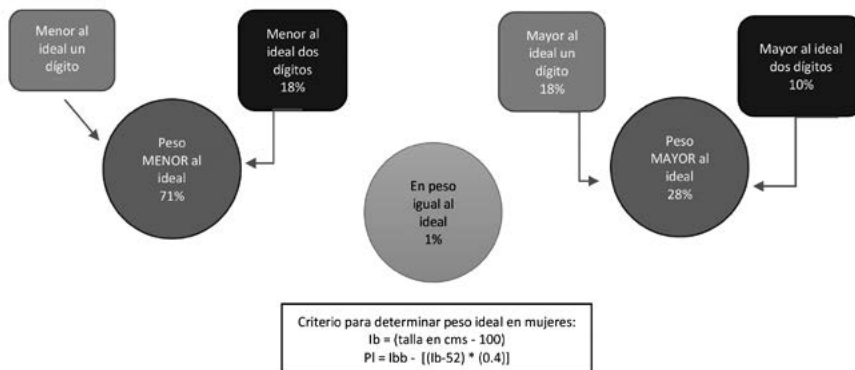 Menor al
ideal un
dígito
Menor al
ideal dos
dígitos
18%
Peso
MENOR al
ideal
71%
En peso
igual al
ideal
1%
Mayor al
ideal un
dígito
18%
Mayor al ideal
dos dígitos
10%
Peso
MAYOR al
ideal
28%
Criterio para determinar peso ideal en mujeres:
Ib = (talla en cms - 100)
PI = Ibb - [(Ib-52) * (0.4)]